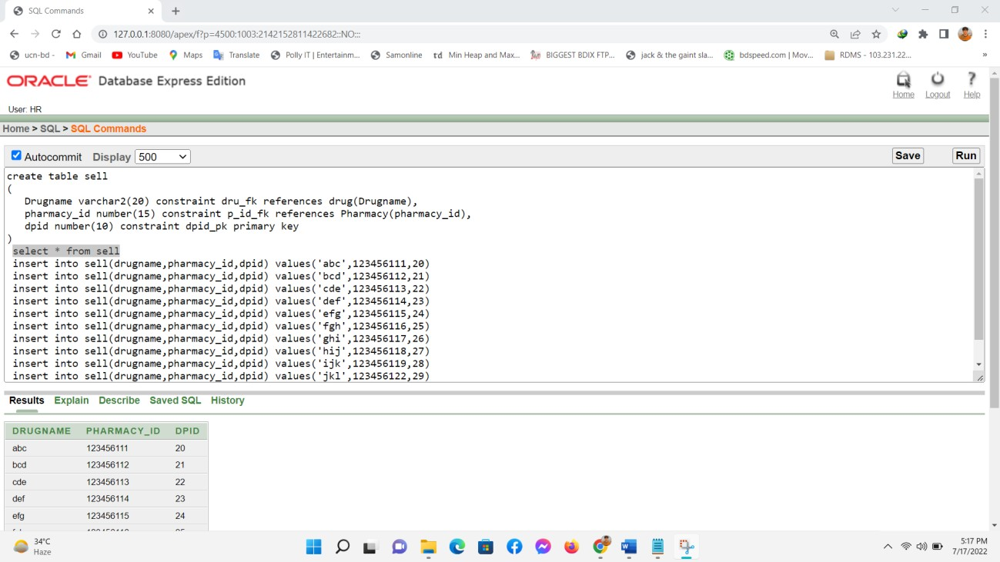 SQL Commands
127.0.0.1:8080/apex/f?p=4500:1003:2142152811422682::NO:::
ucn-bd - Gmail YouTube Maps Translate Polly IT | Entertainm... Samonline td Min Heap and Max... BIGGEST BDIX FTP... jack & the gaint sla... bdspeed.com | Mov... RDMS - 103.231.22... »
ORACLE Database Express Edition
Home Logout Help
User: HR
Home > SQL > SQL Commands
Autocommit Display 500 Save Run
create table sell
(
Drugname varchar2(20) constraint dru_fk references drug(Drugname),
pharmacy_id number(15) constraint p_id_fk references Pharmacy(pharmacy_id),
dpid number(10) constraint dpid_pk primary key
)
select * from sell
insert into sell(drugname,pharmacy_id,dpid) values('abc',123456111,20)
insert into sell(drugname,pharmacy_id,dpid) values('bcd',123456112,21)
insert into sell(drugname,pharmacy_id,dpid) values('cde',123456113,22)
insert into sell(drugname,pharmacy_id,dpid) values('def',123456114,23)
insert into sell(drugname,pharmacy_id,dpid) values('efg',123456115,24)
insert into sell(drugname,pharmacy_id,dpid) values('fgh',123456116,25)
insert into sell(drugname,pharmacy_id,dpid) values('ghi',123456117,26)
insert into sell(drugname,pharmacy_id,dpid) values('hij',123456118,27)
insert into sell(drugname,pharmacy_id,dpid) values('ijk',123456119,28)
insert into sell(drugname,pharmacy_id,dpid) values('jkl',123456122,29)
Results Explain Describe Saved SQL History
DRUGNAME PHARMACY_ID DPID
abc 123456111 20
bcd 123456112 21
cde 123456113 22
def 123456114 23
efg 123456115 24
34°C
Haze
5:17 PM
7/17/2022